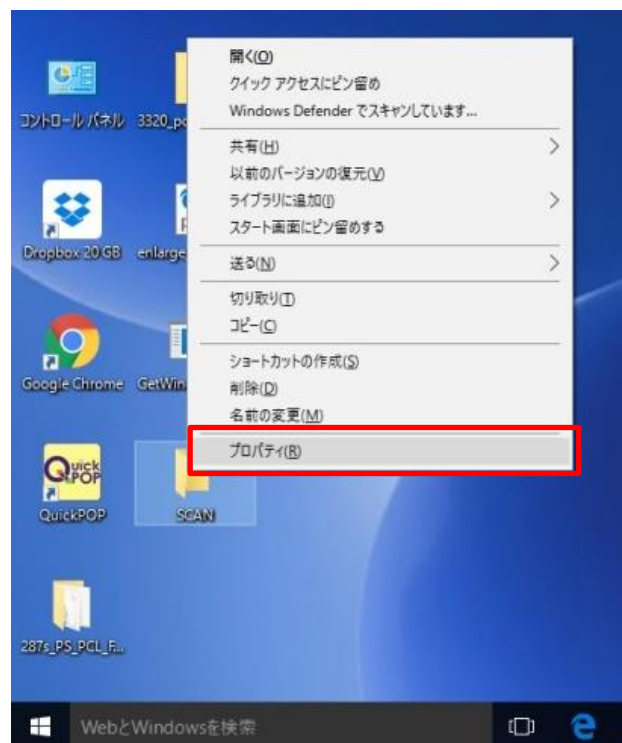 開く(O)
クイック アクセスにピン留め
Windows Defender でスキャンしています...
共有(H)
以前のバージョンの復元(V)
ライブラリに追加(I)
スタート画面にピン留めする
送る(N)
切り取り(T)
コピー(C)
ショートカットの作成(S)
削除(D)
名前の変更(M)
プロパティ(R)
コントロール パネル
3320_po
Dropbox 20 GB
enlarge
Google Chrome
GetWin
Quick
POP
QuickPOP
SCAN
287s_PS_PCL_F...
WebとWindowsを検索